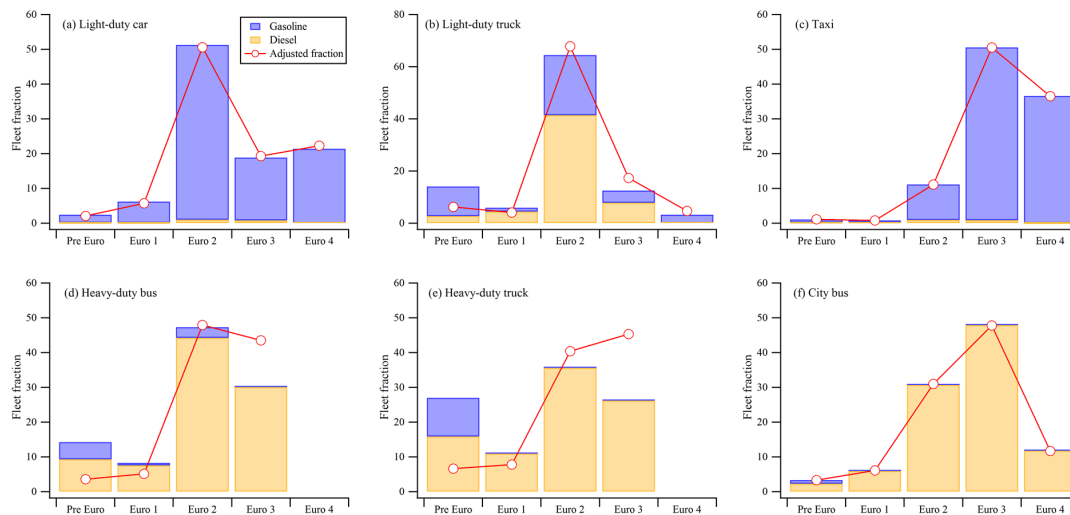 (a) Light-duty car
Gasoline
Diesel
Adjusted fraction
Fleet fraction
60
50
40
30
20
10
0
Pre Euro Euro 1 Euro 2 Euro 3 Euro 4
(b) Light-duty truck
Fleet fraction
80
60
40
20
0
Pre Euro Euro 1 Euro 2 Euro 3 Euro 4
(c) Taxi
Fleet fraction
60
50
40
30
20
10
0
Pre Euro Euro 1 Euro 2 Euro 3 Euro 4
(d) Heavy-duty bus
Fleet fraction
60
50
40
30
20
10
0
Pre Euro Euro 1 Euro 2 Euro 3 Euro 4
(e) Heavy-duty truck
Fleet fraction
60
50
40
30
20
10
0
Pre Euro Euro 1 Euro 2 Euro 3 Euro 4
(f) City bus
Fleet fraction
60
50
40
30
20
10
0
Pre Euro Euro 1 Euro 2 Euro 3 Euro 4